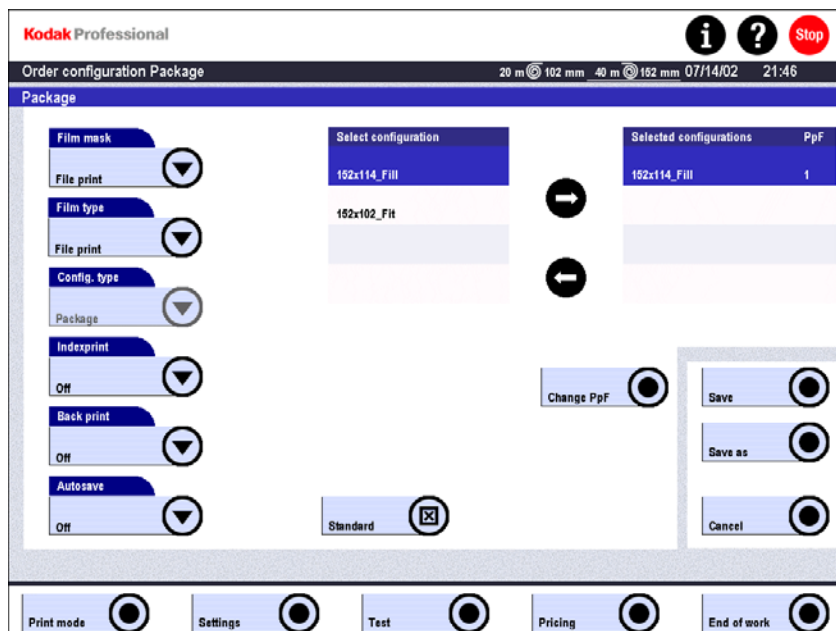 Kodak Professional
i ? Stop
Order configuration Package 20 m 102 mm 40 m 152 mm 07/14/02 21:46
Package
Film mask
File print
Film type
File print
Config. type
Package
Indexprint
Off
Back print
Off
Autosave
Off
Select configuration
152x114_Fill
152x102_Fit
Selected configurations PpF
152x114_Fill 1
Change PpF
Standard
Save
Save as
Cancel
Print mode Settings Test Pricing End of work